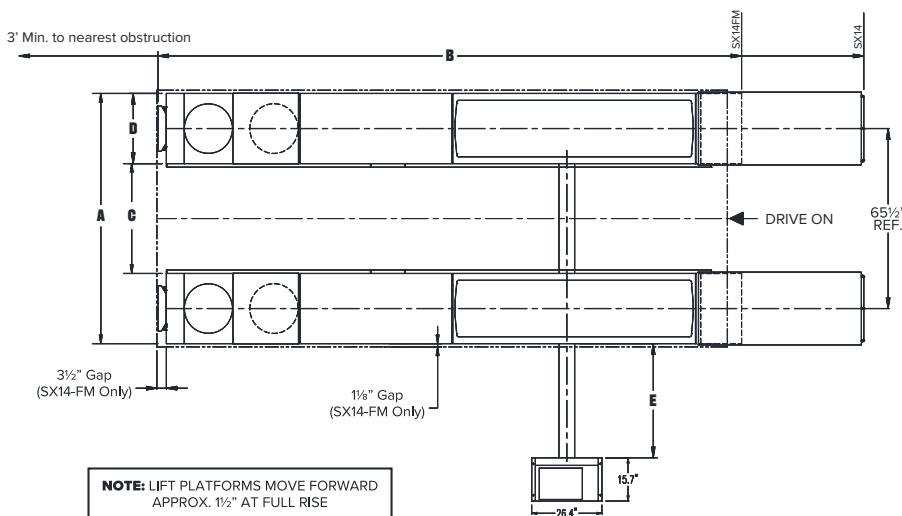 3' Min. to nearest obstruction
B
SX14FM
SX14
D
A
C
DRIVE ON
65½"
REF.
3½" Gap
(SX14-FM Only)
1⅛" Gap
(SX14-FM Only)
E
15.7"
26.4"
NOTE: LIFT PLATFORMS MOVE FORWARD
APPROX. 1½" AT FULL RISE